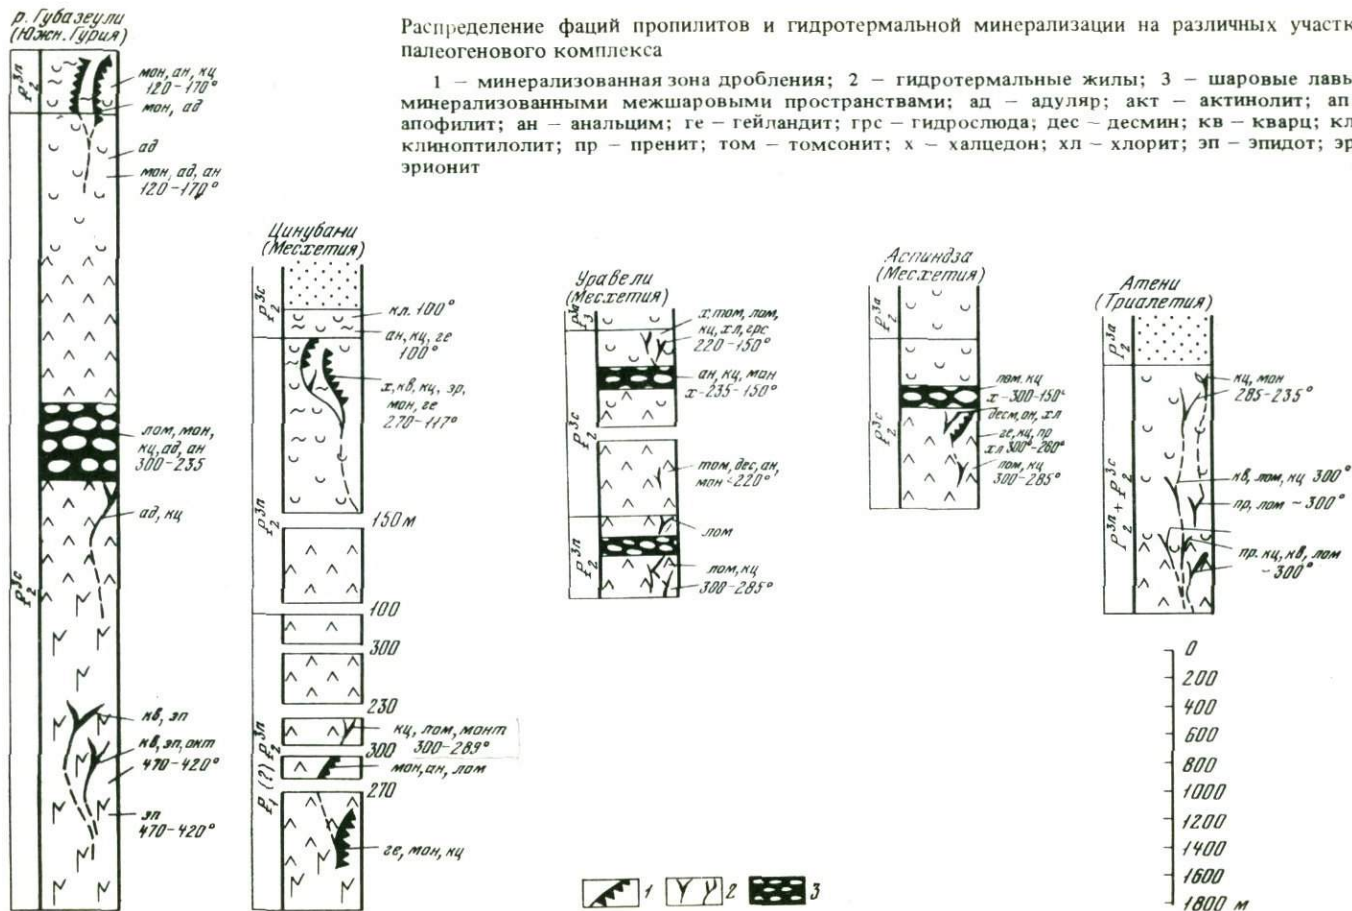 Распределение фаций пропилитов и гидротермальной минерализации на различных участк
палеогенового комплекса
1 — минерализованная зона дробления; 2 — гидротермальные жилы; 3 — шаровые лавы
минерализованными межшаровыми пространствами; ад — адуляр; акт — актинолит; ап
апофилит; ан — анальцим; ге — гейландит; грс — гидрослюда; дес — десмин; кв — кварц; кл
клиноптилолит; пр — пренит; том — томсонит; х — халцедон; хл — хлорит; эп — эпидот; эр
эрионит
р. Губазеули
(Южн. Гурия)
мон, ан, кц
120-170°
мон, ад
ад
мон, ад, ан
120-170°
лом, мон,
кц, ад, ан
300-235
ад, кц
кв, эп
кв, эп, акт
470-420°
эп
470-420°
Цинубани
(Месхетия)
кл. 100°
ан, кц, ге
100°
х, кв, кц, эр,
мон, ге
270-117°
150 м
100
300
230
кц, лом, монт
300-289°
300
мон, ан, лом
270
ге, мон, кц
Уравели
(Месхетия)
х, том, лом,
кц, хл, грс
220-150°
ан, кц, мон
х-235-150°
том, дес, ан,
мон ~220°
лом
лом, кц
300-285°
Аспиндза
(Месхетия)
лом. кц
х-300-150°
десм, ан, хл
ге, кц, пр
хл 300°-280°
лом, кц
300-285°
Атени
(Триалетия)
кц, мон
285-235°
кв, лом, кц 300°
пр, лом ~300°
пр. кц, кв, лом
~300°
0
200
400
600
800
1000
1200
1400
1600
1800 м
1
2
3